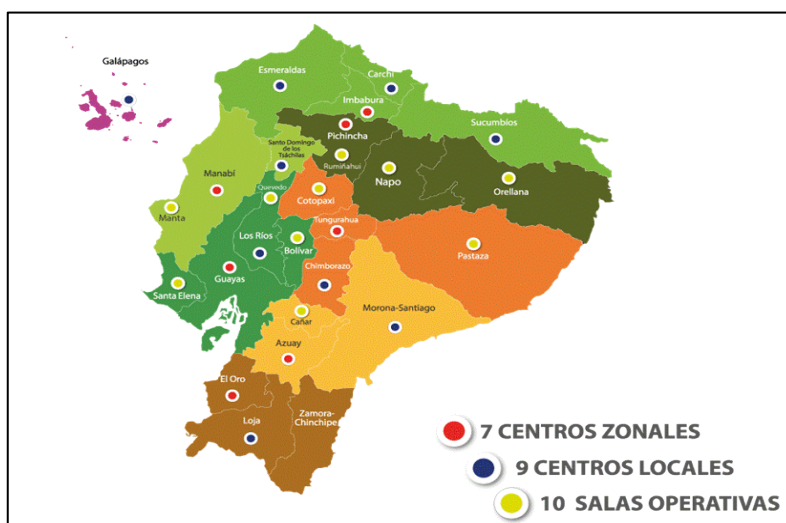 Galápagos
Esmeraldas
Carchi
Imbabura
Sucumbios
Pichincha
Santo Domingo
de los
Tsáchilas
Rumiñahui
Napo
Orellana
Manabí
Quevedo
Cotopaxi
Manta
Tungurahua
Los Ríos
Bolívar
Pastaza
Chimborazo
Guayas
Santa Elena
Morona-Santiago
Cañar
Azuay
El Oro
Zamora-
Chinchipe
Loja
7 CENTROS ZONALES
9 CENTROS LOCALES
10 SALAS OPERATIVAS